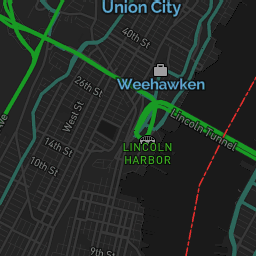 Union City
40th St
Weehawken
26th St
West St
Lincoln Tunnel
Ave
14th St
LINCOLN
HARBOR
10th St
9th St